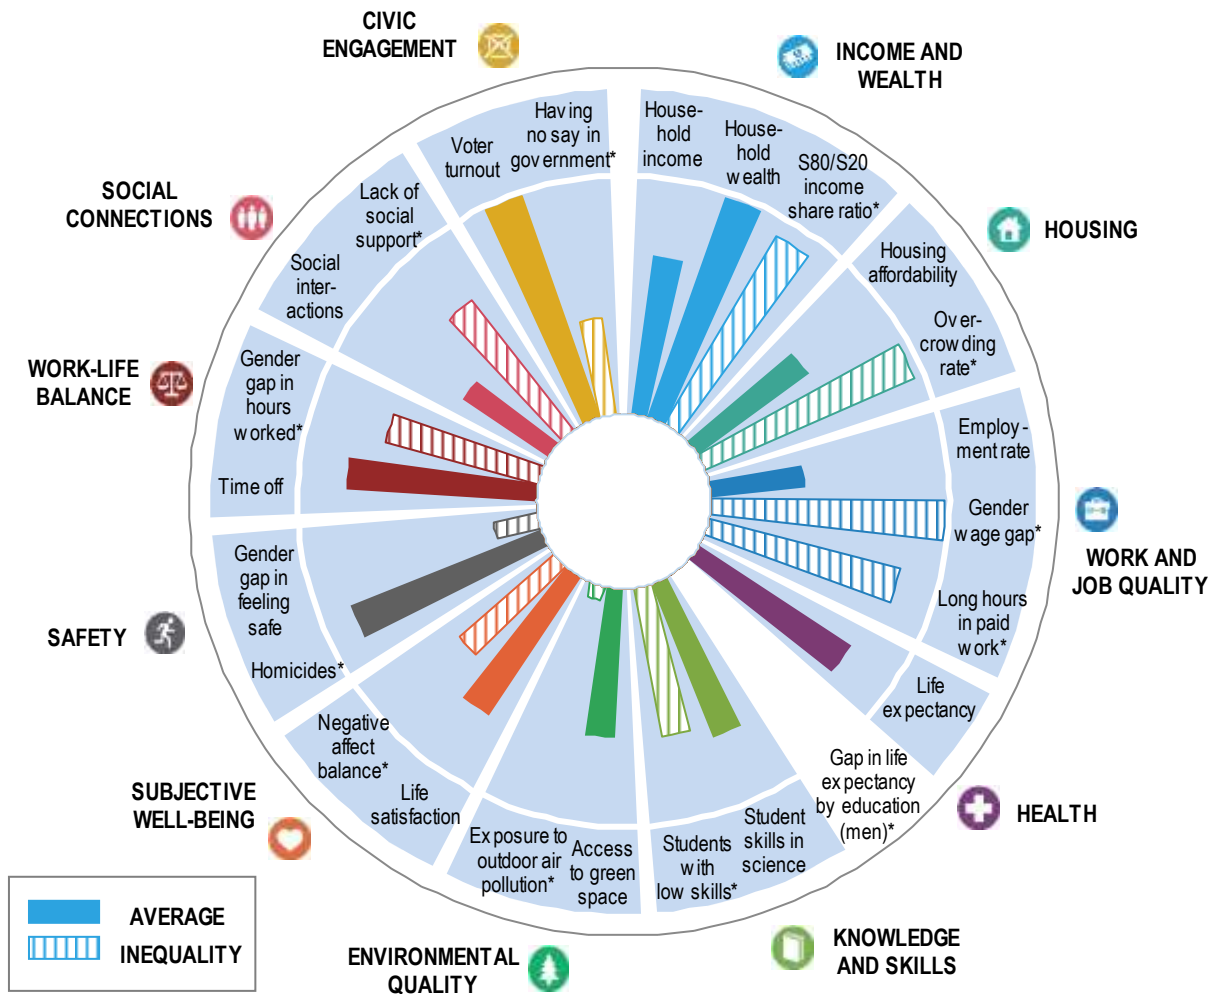 CIVIC
ENGAGEMENT
INCOME AND
WEALTH
HOUSING
WORK AND
JOB QUALITY
HEALTH
KNOWLEDGE
AND SKILLS
ENVIRONMENTAL
QUALITY
SUBJECTIVE
WELL-BEING
SAFETY
WORK-LIFE
BALANCE
SOCIAL
CONNECTIONS
House-
hold
income
House-
hold
wealth
S80/S20
income
share ratio*
Housing
affordability
Over-
crowding
rate*
Employ-
ment rate
Gender
wage gap*
Long hours
in paid
work*
Life
expectancy
Gap in life
expectancy
by education
(men)*
Student
skills in
science
Students
with
low skills*
Access
to green
space
Exposure to
outdoor air
pollution*
Life
satisfaction
Negative
affect
balance*
Homicides*
Gender
gap in
feeling
safe
Time off
Gender
gap in
hours
worked*
Social
inter-
actions
Lack of
social
support*
Voter
turnout
Having
no say in
government*
AVERAGE
INEQUALITY